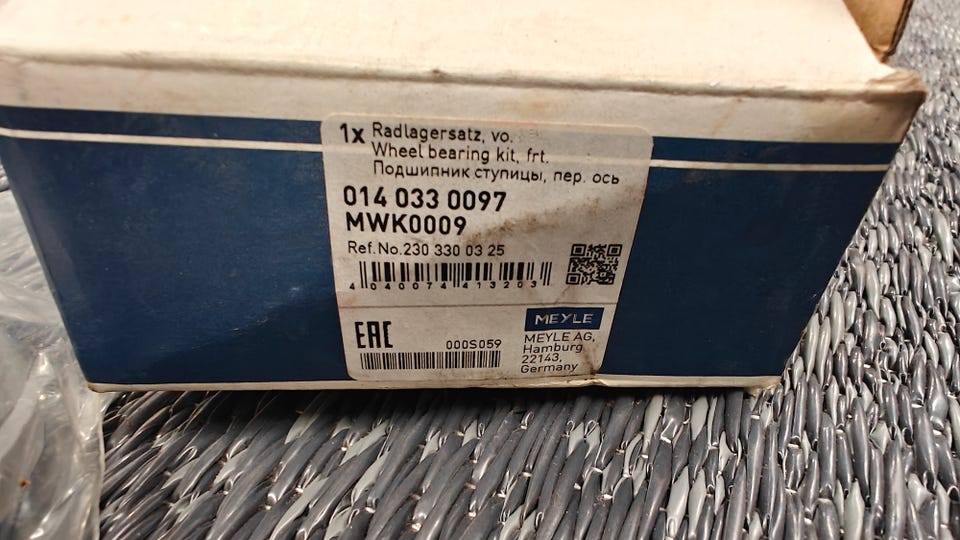 1x Radlagersatz, vo.
Wheel bearing kit, frt.
Подшипник ступицы, пер. ось
014 033 0097
MWK0009
Ref.No.230 330 03 25
4 040074 413203
EAC
000S059
MEYLE
MEYLE AG,
Hamburg
22143,
Germany